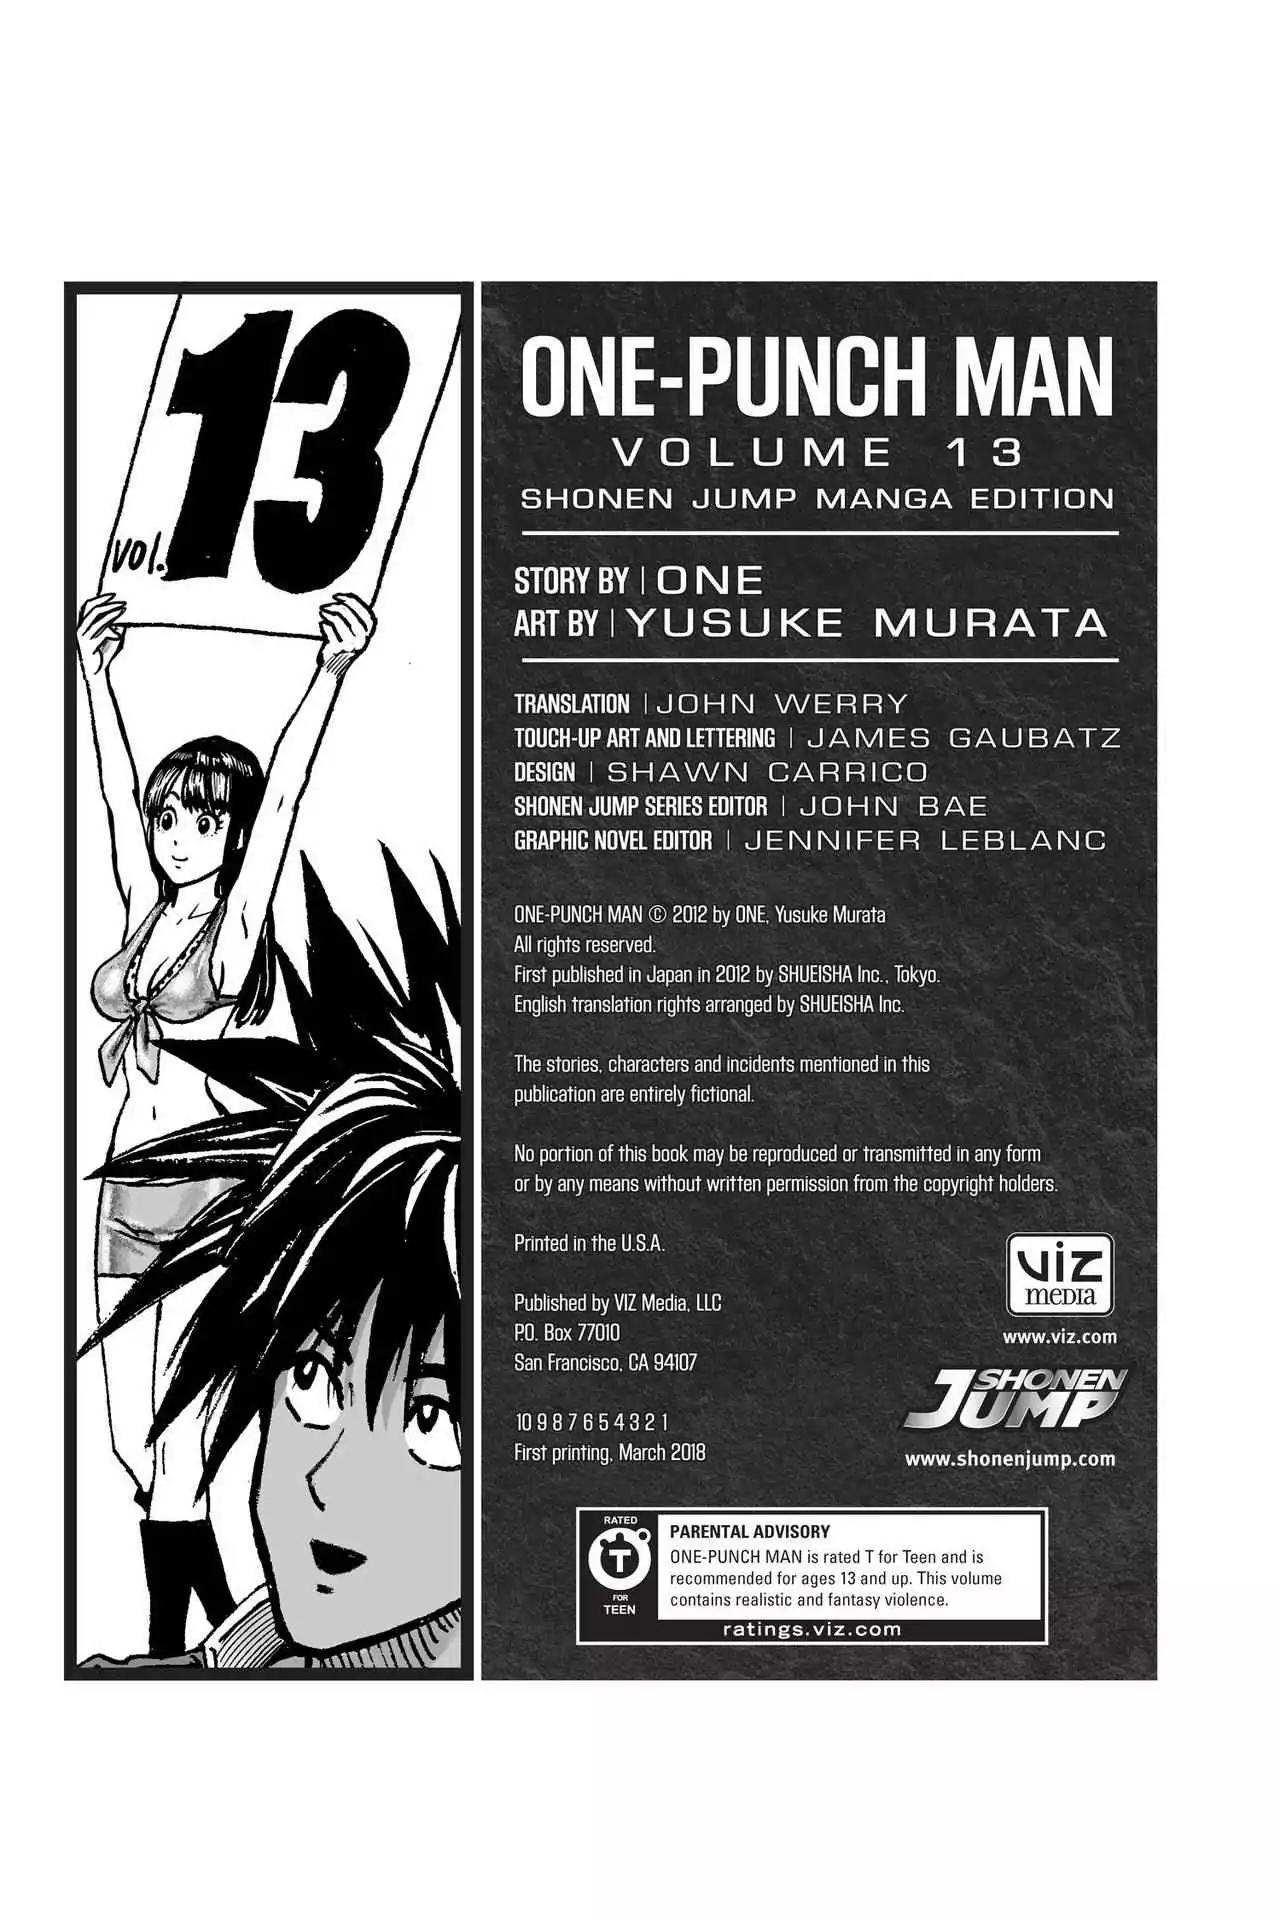 vol. 13
ONE-PUNCH MAN
VOLUME 13
SHONEN JUMP MANGA EDITION
STORY BY | ONE
ART BY | YUSUKE MURATA
TRANSLATION | JOHN WERRY
TOUCH-UP ART AND LETTERING | JAMES GAUBATZ
DESIGN | SHAWN CARRICO
SHONEN JUMP SERIES EDITOR | JOHN BAE
GRAPHIC NOVEL EDITOR | JENNIFER LEBLANC
ONE-PUNCH MAN © 2012 by ONE, Yusuke Murata
All rights reserved.
First published in Japan in 2012 by SHUEISHA Inc., Tokyo.
English translation rights arranged by SHUEISHA Inc.
The stories, characters and incidents mentioned in this
publication are entirely fictional.
No portion of this book may be reproduced or transmitted in any form
or by any means without written permission from the copyright holders.
Printed in the U.S.A.
Published by VIZ Media, LLC
P.O. Box 77010
San Francisco, CA 94107
10 9 8 7 6 5 4 3 2 1
First printing, March 2018
viz
media
www.viz.com
SHONEN
JUMP
www.shonenjump.com
RATED
T
FOR
TEEN
PARENTAL ADVISORY
ONE-PUNCH MAN is rated T for Teen and is
recommended for ages 13 and up. This volume
contains realistic and fantasy violence.
ratings.viz.com